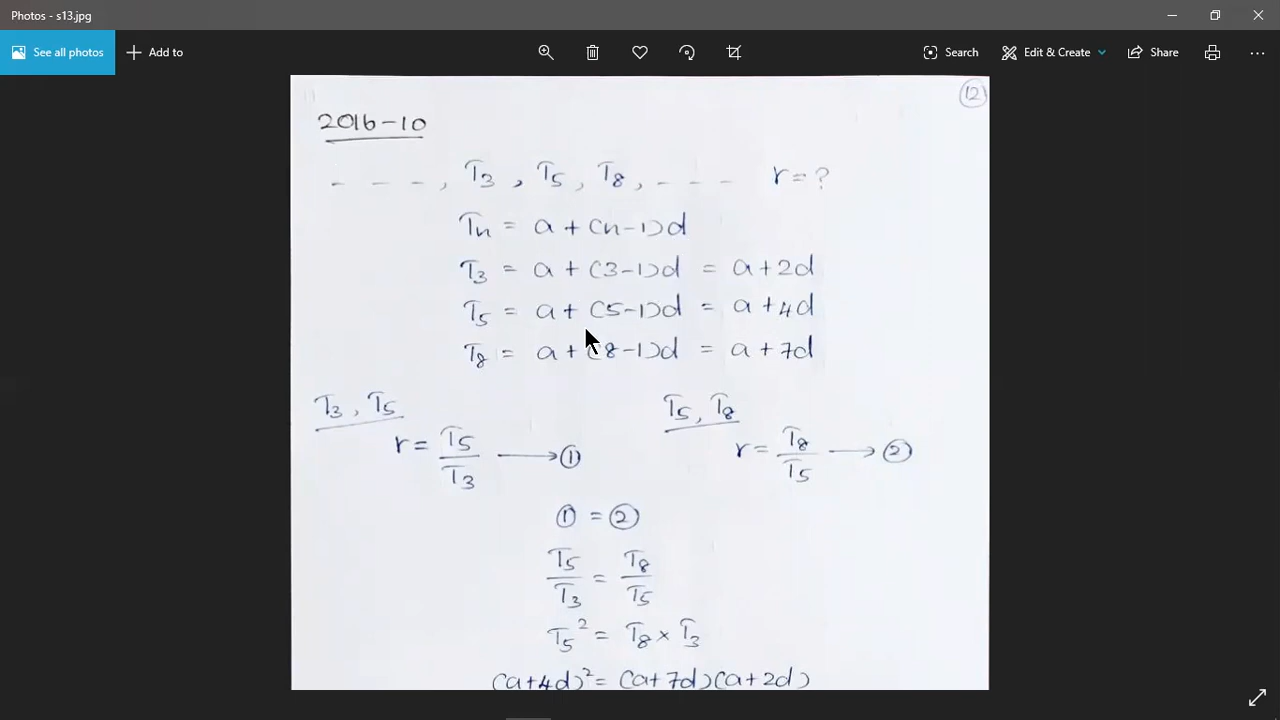 Photos - s13.jpg
See all photos
Add to
Search
Edit & Create
Share
12
2016-10
- - -, T3, T5, T8, - - - r=?
Tn = a + (n-1)d
T3 = a + (3-1)d = a+2d
T5 = a + (5-1)d = a+4d
T8 = a + (8-1)d = a+7d
T3, T5
r = T5/T3 ⟶ ①
T5, T8
r = T8/T5 ⟶ ②
① = ②
T5/T3 = T8/T5
T5² = T8 × T3
(a+4d)² = (a+7d)(a+2d)